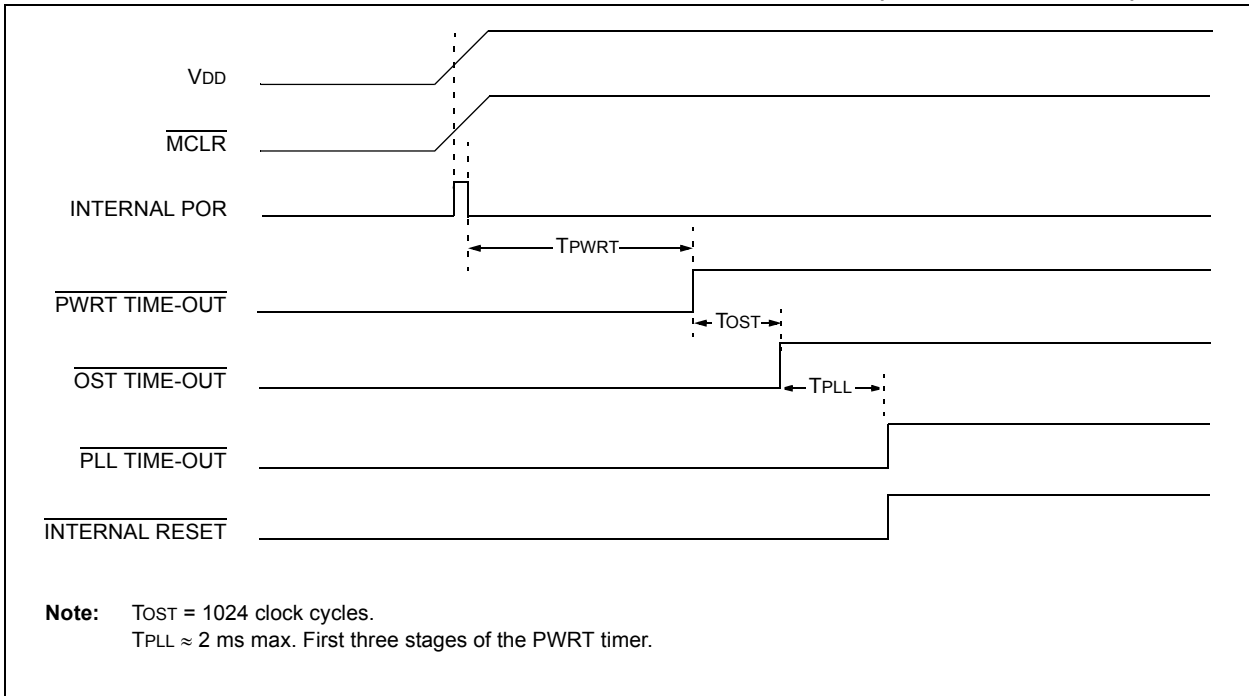 VDD
MCLR
INTERNAL POR
TPWRT
PWRT TIME-OUT
TOST
OST TIME-OUT
TPLL
PLL TIME-OUT
INTERNAL RESET
Note: TOST = 1024 clock cycles.
TPLL ≈ 2 ms max. First three stages of the PWRT timer.